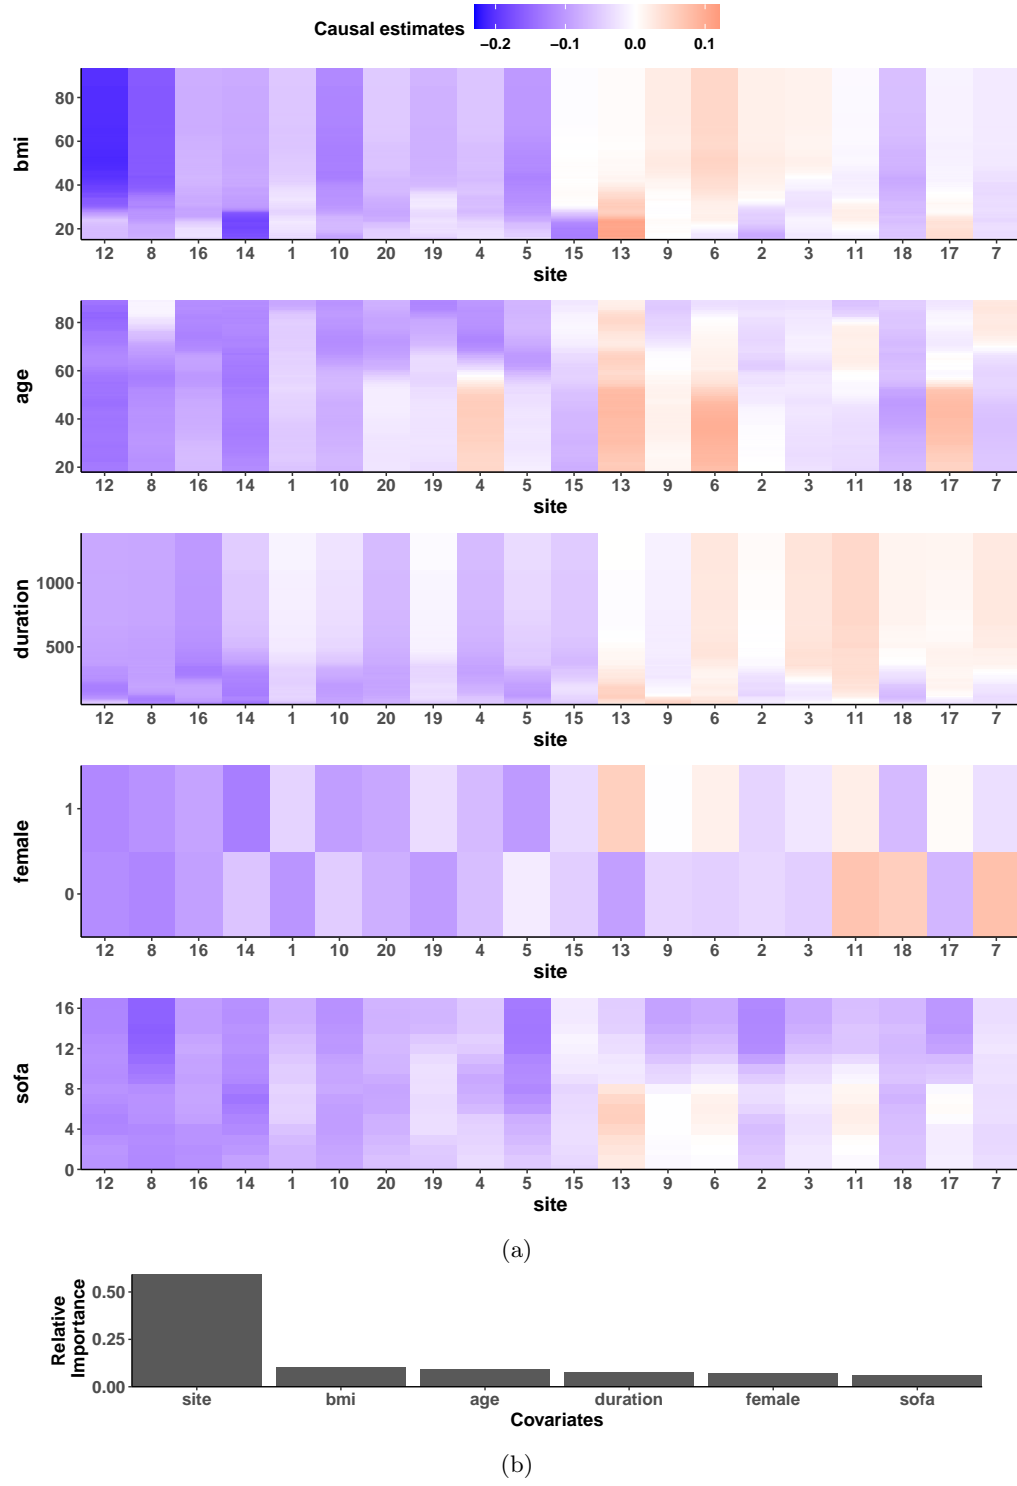 Causal estimates
−0.2 −0.1 0.0 0.1
bmi
80
60
40
20
12 8 16 14 1 10 20 19 4 5 15 13 9 6 2 3 11 18 17 7
site
age
80
60
40
20
12 8 16 14 1 10 20 19 4 5 15 13 9 6 2 3 11 18 17 7
site
duration
1000
500
12 8 16 14 1 10 20 19 4 5 15 13 9 6 2 3 11 18 17 7
site
female
1
0
12 8 16 14 1 10 20 19 4 5 15 13 9 6 2 3 11 18 17 7
site
sofa
16
12
8
4
0
12 8 16 14 1 10 20 19 4 5 15 13 9 6 2 3 11 18 17 7
site
(a)
Relative
Importance
0.50
0.25
0.00
site bmi age duration female sofa
Covariates
(b)